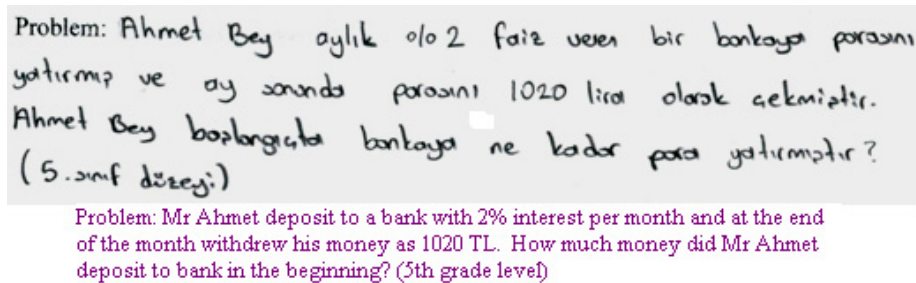 Problem: Ahmet Bey aylık %2 faiz veren bir bankaya parasını
yatırmış ve ay sonunda parasını 1020 lira olarak çekmiştir.
Ahmet Bey başlangıçta bankaya ne kadar para yatırmıştır?
(5.sınıf düzeyi)
Problem: Mr Ahmet deposit to a bank with 2% interest per month and at the end
of the month withdrew his money as 1020 TL. How much money did Mr Ahmet
deposit to bank in the beginning? (5th grade level)